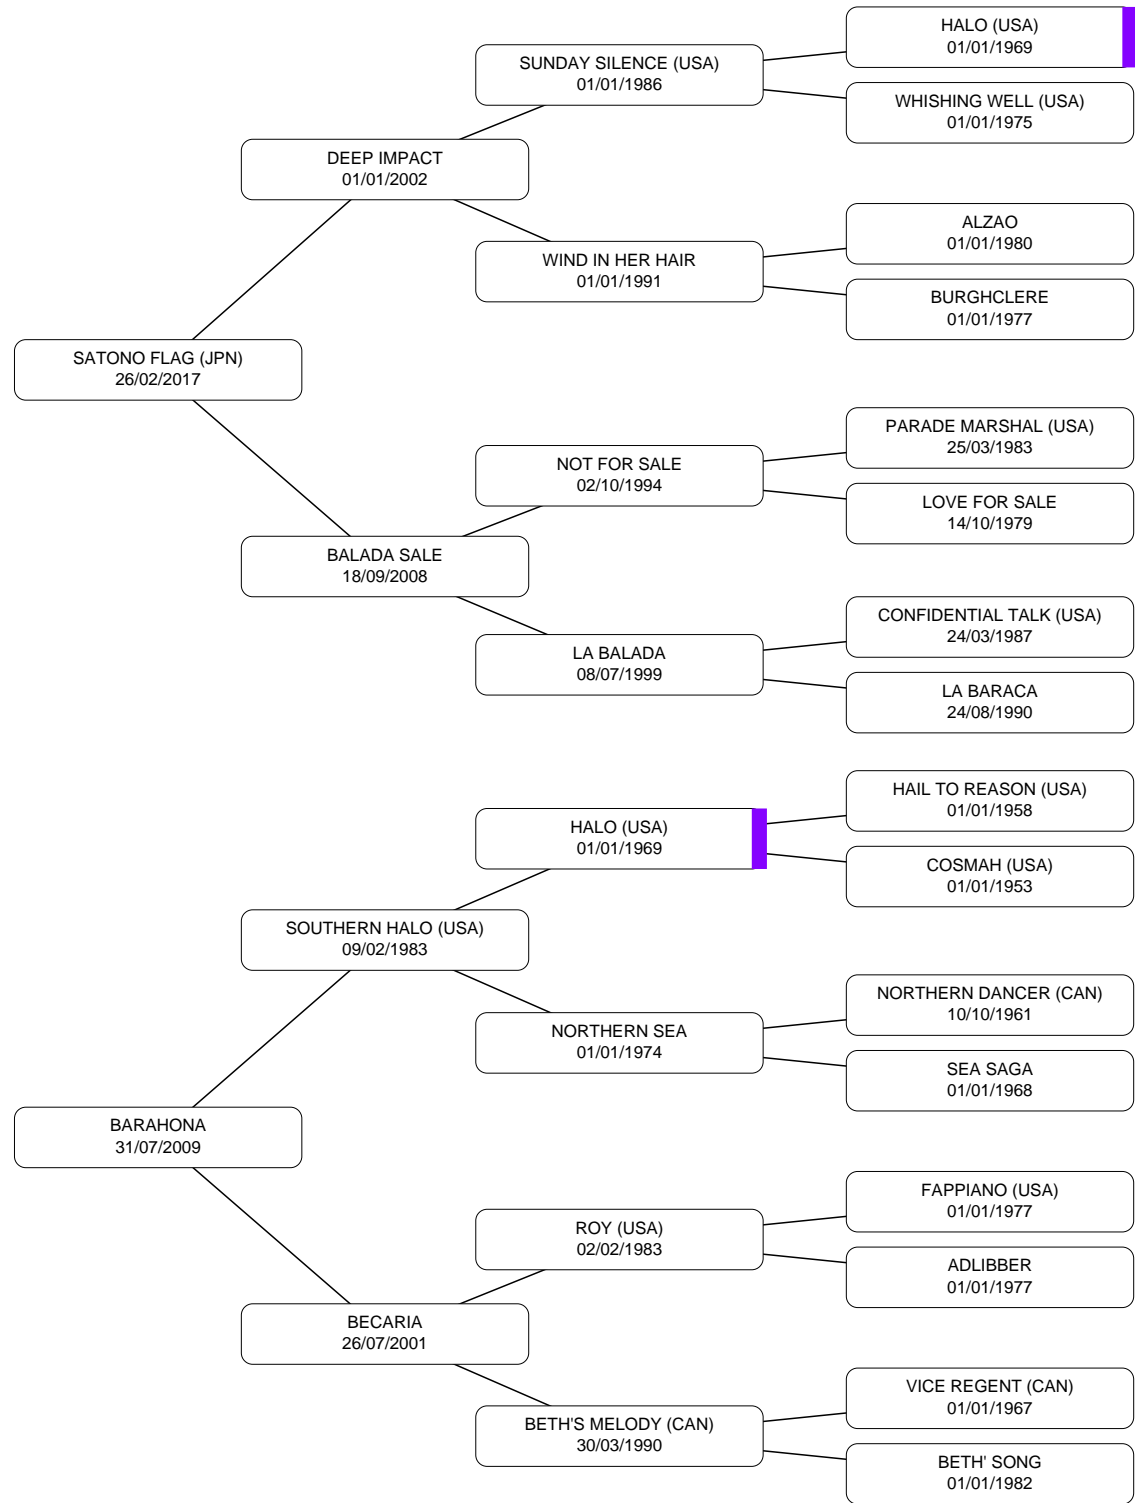 HALO (USA)
01/01/1969
SUNDAY SILENCE (USA)
01/01/1986
WHISHING WELL (USA)
01/01/1975
DEEP IMPACT
01/01/2002
ALZAO
01/01/1980
WIND IN HER HAIR
01/01/1991
BURGHCLERE
01/01/1977
SATONO FLAG (JPN)
26/02/2017
PARADE MARSHAL (USA)
25/03/1983
NOT FOR SALE
02/10/1994
LOVE FOR SALE
14/10/1979
BALADA SALE
18/09/2008
CONFIDENTIAL TALK (USA)
24/03/1987
LA BALADA
08/07/1999
LA BARACA
24/08/1990
HAIL TO REASON (USA)
01/01/1958
HALO (USA)
01/01/1969
COSMAH (USA)
01/01/1953
SOUTHERN HALO (USA)
09/02/1983
NORTHERN DANCER (CAN)
10/10/1961
NORTHERN SEA
01/01/1974
SEA SAGA
01/01/1968
BARAHONA
31/07/2009
FAPPIANO (USA)
01/01/1977
ROY (USA)
02/02/1983
ADLIBBER
01/01/1977
BECARIA
26/07/2001
VICE REGENT (CAN)
01/01/1967
BETH'S MELODY (CAN)
30/03/1990
BETH' SONG
01/01/1982